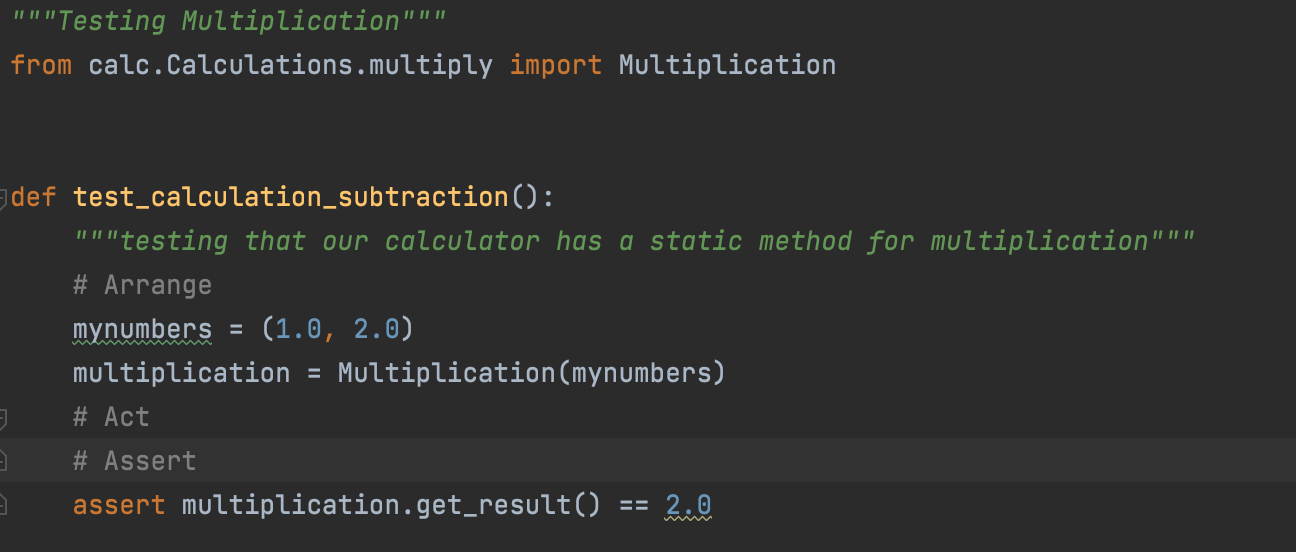 """Testing Multiplication"""
from calc.Calculations.multiply import Multiplication
def test_calculation_subtraction():
"""testing that our calculator has a static method for multiplication"""
# Arrange
mynumbers = (1.0, 2.0)
multiplication = Multiplication(mynumbers)
# Act
# Assert
assert multiplication.get_result() == 2.0